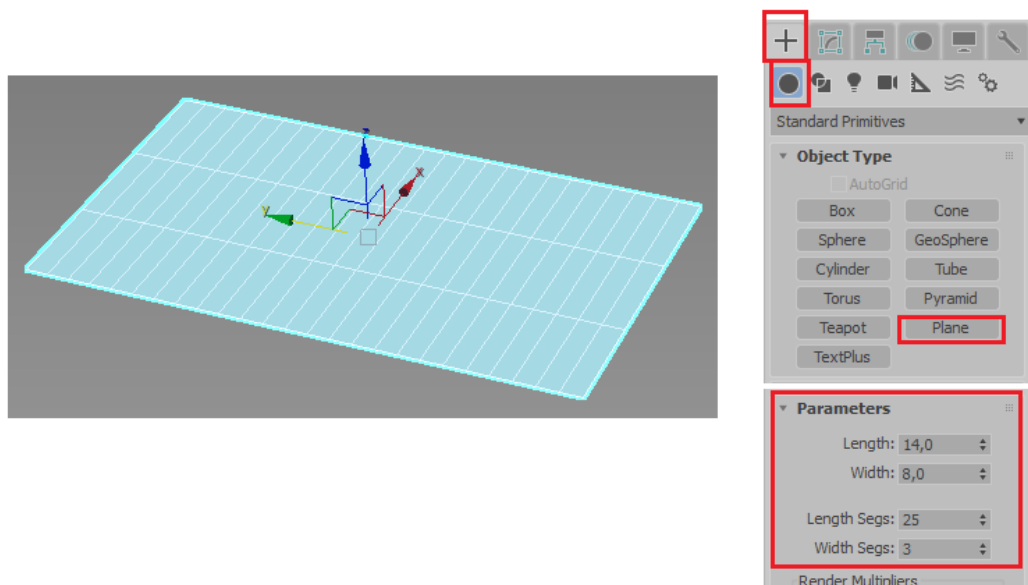 z
x
y
Standard Primitives
Object Type
AutoGrid
Box Cone
Sphere GeoSphere
Cylinder Tube
Torus Pyramid
Teapot Plane
TextPlus
Parameters
Length: 14,0
Width: 8,0
Length Segs: 25
Width Segs: 3
Render Multipliers